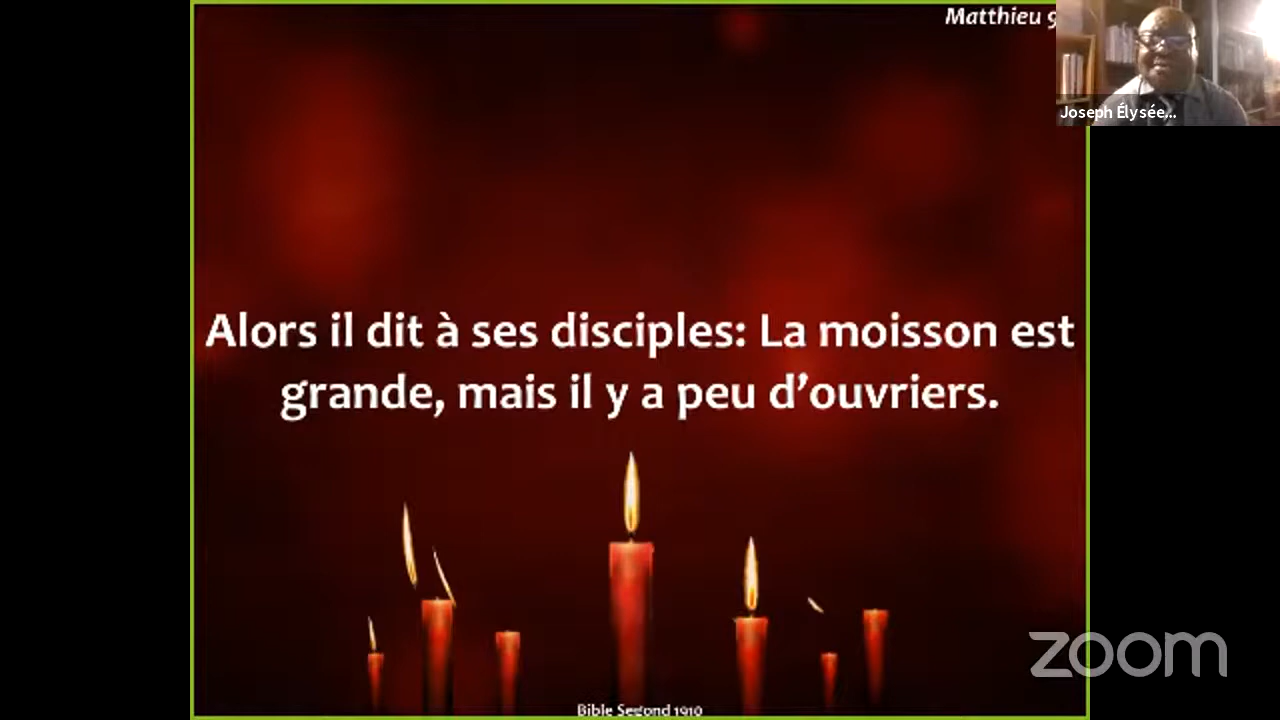 Matthieu 9
Joseph Élysée...
Alors il dit à ses disciples: La moisson est
grande, mais il y a peu d’ouvriers.
zoom
Bible Segond 1910